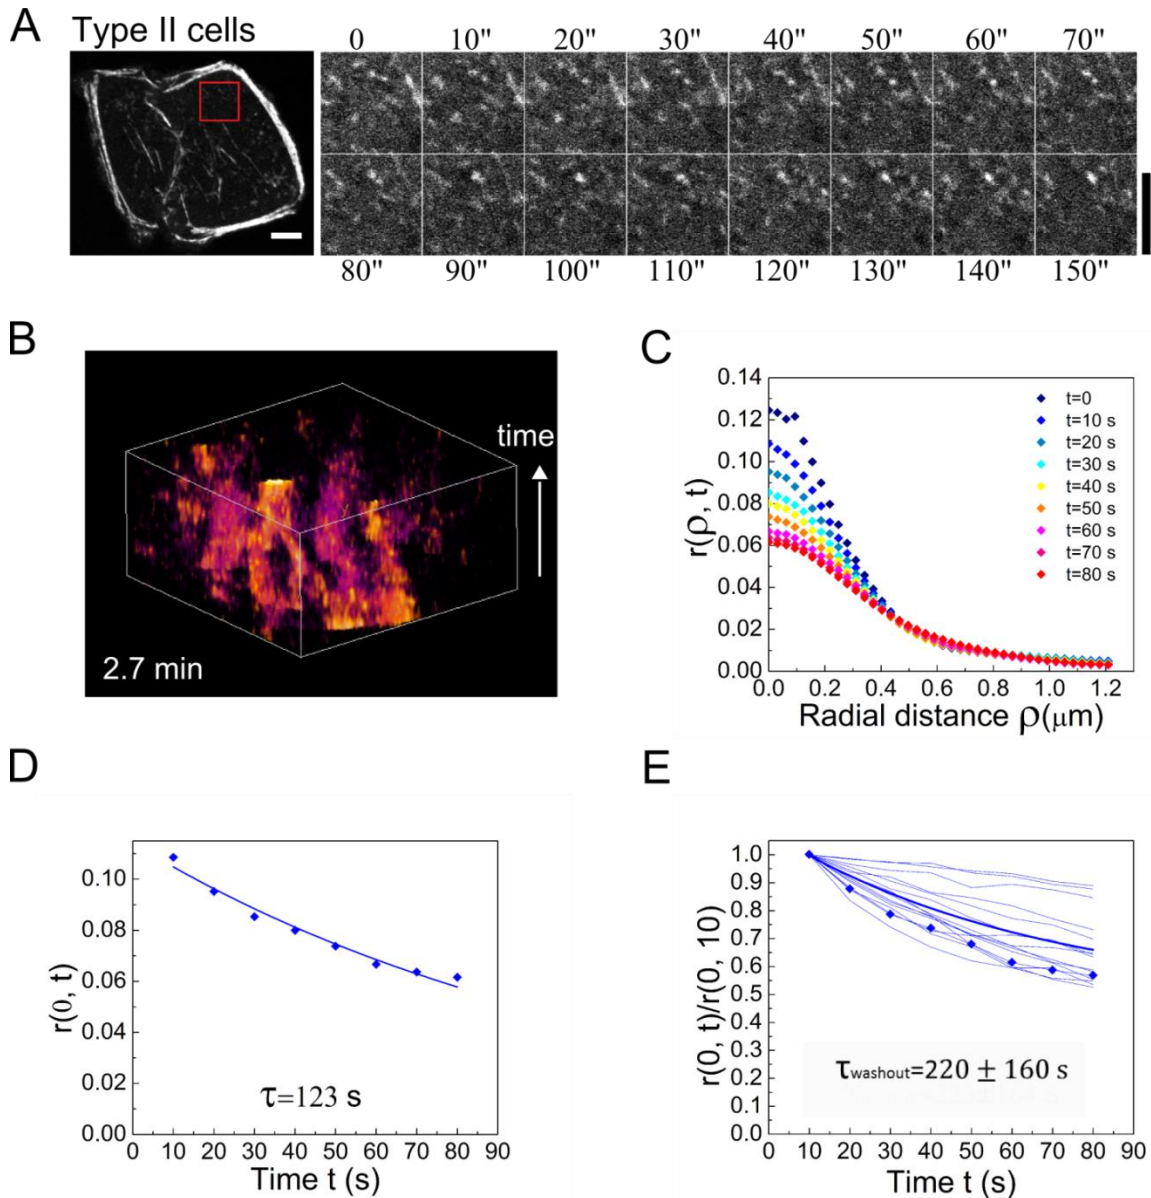 A Type II cells
0 10" 20" 30" 40" 50" 60" 70"
80" 90" 100" 110" 120" 130" 140" 150"
B
time
2.7 min
C
r(ρ, t)
0.14
0.12
0.10
0.08
0.06
0.04
0.02
0.00
0.0 0.2 0.4 0.6 0.8 1.0 1.2
Radial distance ρ(μm)
t=0
t=10 s
t=20 s
t=30 s
t=40 s
t=50 s
t=60 s
t=70 s
t=80 s
D
r(0, t)
0.10
0.08
0.06
0.04
0.02
0.00
τ=123 s
0 10 20 30 40 50 60 70 80 90
Time t (s)
E
r(0, t)/r(0, 10)
1.0
0.9
0.8
0.7
0.6
0.5
0.4
0.3
0.2
0.1
0.0
τwashout=220 ± 160 s
0 10 20 30 40 50 60 70 80 90
Time t (s)